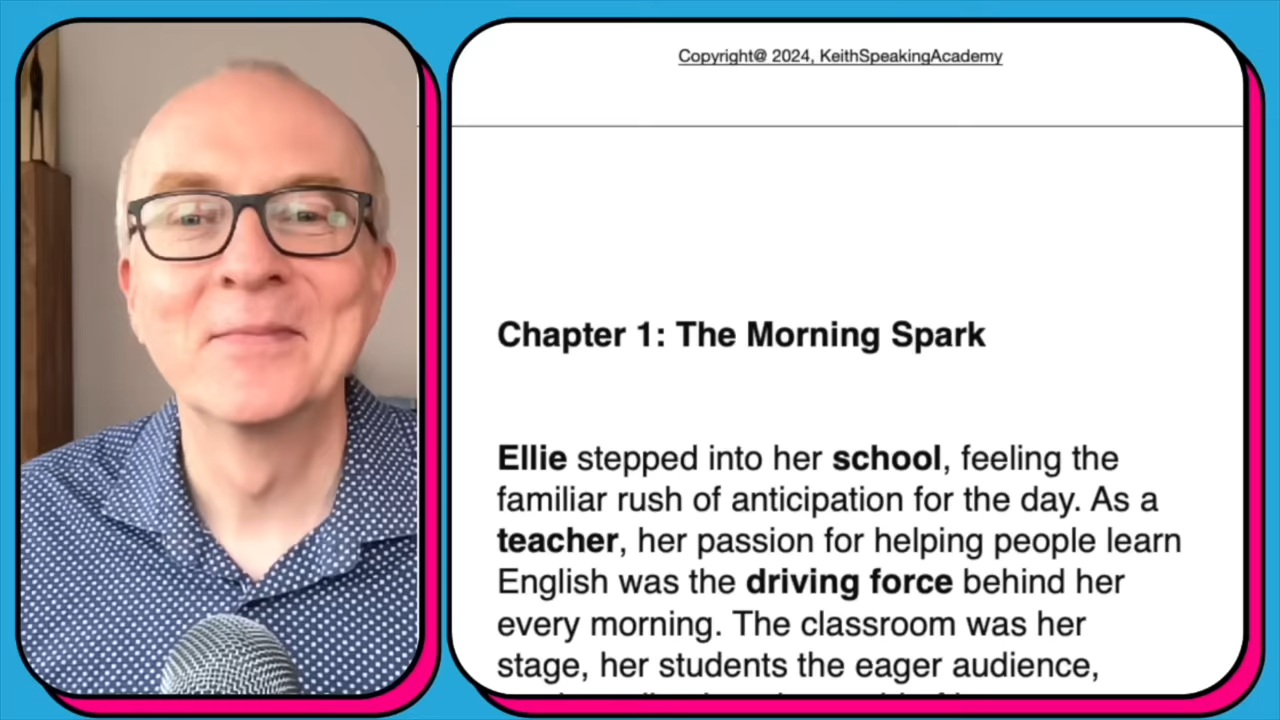 Copyright@ 2024, KeithSpeakingAcademy
Chapter 1: The Morning Spark
Ellie stepped into her school, feeling the
familiar rush of anticipation for the day. As a
teacher, her passion for helping people learn
English was the driving force behind her
every morning. The classroom was her
stage, her students the eager audience,